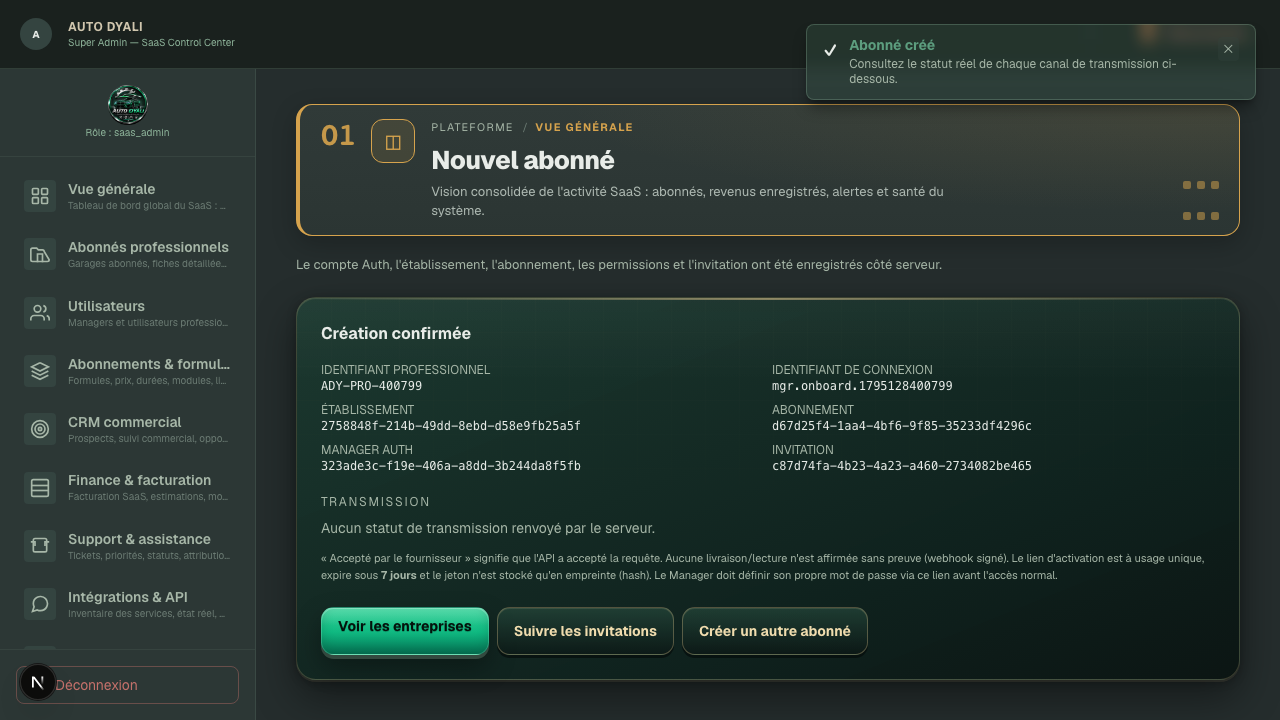 A
AUTO DYALI
Super Admin — SaaS Control Center
Abonné créé
Consultez le statut réel de chaque canal de transmission ci-
dessous.
AUTO DYALI
Rôle : saas_admin
Vue générale
Tableau de bord global du SaaS : ...
Abonnés professionnels
Garages abonnés, fiches détaillée...
Utilisateurs
Managers et utilisateurs professio...
Abonnements & formul...
Formules, prix, durées, modules, li...
CRM commercial
Prospects, suivi commercial, oppo...
Finance & facturation
Facturation SaaS, estimations, mo...
Support & assistance
Tickets, priorités, statuts, attributio...
Intégrations & API
Inventaire des services, état réel, ...
N
Déconnexion
01
PLATEFORME / VUE GÉNÉRALE
Nouvel abonné
Vision consolidée de l'activité SaaS : abonnés, revenus enregistrés, alertes et santé du
système.
Le compte Auth, l'établissement, l'abonnement, les permissions et l'invitation ont été enregistrés côté serveur.
Création confirmée
IDENTIFIANT PROFESSIONNEL
ADY-PRO-400799
IDENTIFIANT DE CONNEXION
mgr.onboard.1795128400799
ÉTABLISSEMENT
2758848f-214b-49dd-8ebd-d58e9fb25a5f
ABONNEMENT
d67d25f4-1aa4-4bf6-9f85-35233df4296c
MANAGER AUTH
323ade3c-f19e-406a-a8dd-3b244da8f5fb
INVITATION
c87d74fa-4b23-4a23-a460-2734082be465
TRANSMISSION
Aucun statut de transmission renvoyé par le serveur.
« Accepté par le fournisseur » signifie que l'API a accepté la requête. Aucune livraison/lecture n'est affirmée sans preuve (webhook signé). Le lien d'activation est à usage unique,
expire sous 7 jours et le jeton n'est stocké qu'en empreinte (hash). Le Manager doit définir son propre mot de passe via ce lien avant l'accès normal.
Voir les entreprises
Suivre les invitations
Créer un autre abonné